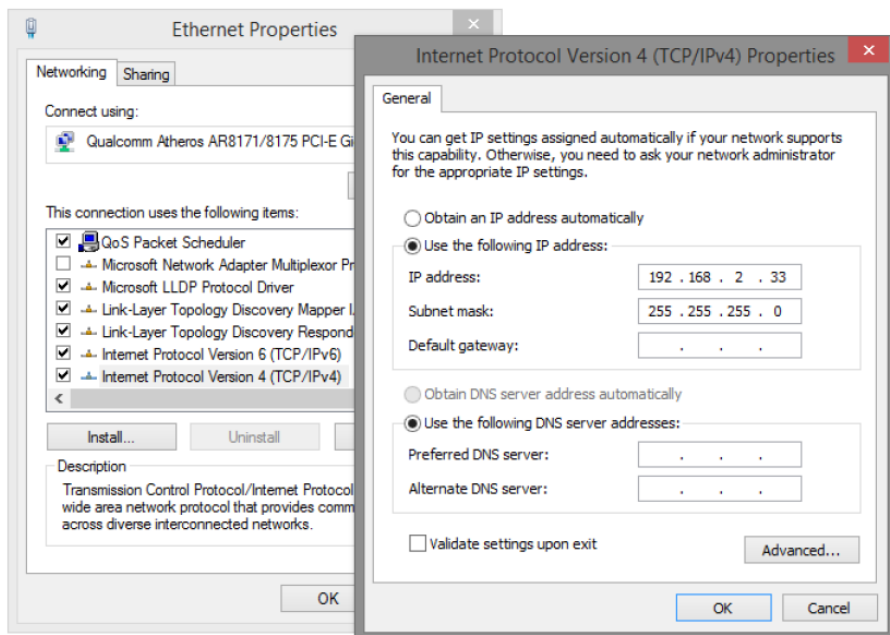 Ethernet Properties
Networking
Sharing
Connect using:
Qualcomm Atheros AR8171/8175 PCI-E Gi
This connection uses the following items:
QoS Packet Scheduler
Microsoft Network Adapter Multiplexor Pr
Microsoft LLDP Protocol Driver
Link-Layer Topology Discovery Mapper I.
Link-Layer Topology Discovery Respond
Internet Protocol Version 6 (TCP/IPv6)
Internet Protocol Version 4 (TCP/IPv4)
Install...
Uninstall
Description
Transmission Control Protocol/Internet Protocol
wide area network protocol that provides comm
across diverse interconnected networks.
OK
Internet Protocol Version 4 (TCP/IPv4) Properties
General
You can get IP settings assigned automatically if your network supports
this capability. Otherwise, you need to ask your network administrator
for the appropriate IP settings.
Obtain an IP address automatically
Use the following IP address:
IP address: 192 . 168 . 2 . 33
Subnet mask: 255 . 255 . 255 . 0
Default gateway: . . .
Obtain DNS server address automatically
Use the following DNS server addresses:
Preferred DNS server: . . .
Alternate DNS server: . . .
Validate settings upon exit
Advanced...
OK
Cancel